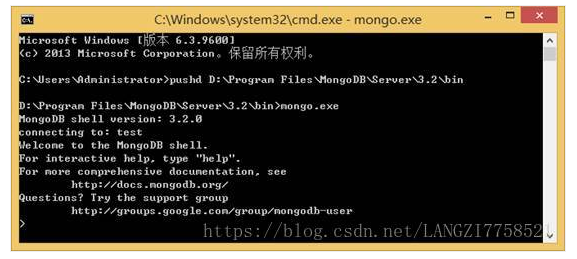 C:\Windows\system32\cmd.exe - mongo.exe
Microsoft Windows [版本 6.3.9600]
(c) 2013 Microsoft Corporation。保留所有权利。
C:\Users\Administrator>pushd D:\Program Files\MongoDB\Server\3.2\bin
D:\Program Files\MongoDB\Server\3.2\bin>mongo.exe
MongoDB shell version: 3.2.0
connecting to: test
Welcome to the MongoDB shell.
For interactive help, type "help".
For more comprehensive documentation, see
http://docs.mongodb.org/
Questions? Try the support group
http://groups.google.com/group/mongodb-user
>
https://blog.csdn.net/LANGZI7758521